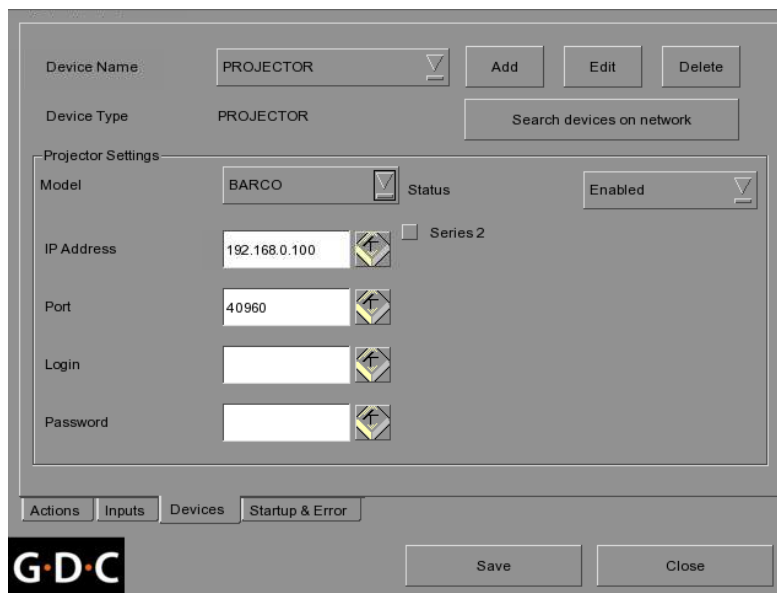 Device Name PROJECTOR Add Edit Delete
Device Type PROJECTOR Search devices on network
Projector Settings
Model BARCO Status Enabled
IP Address 192.168.0.100 Series 2
Port 40960
Login
Password
Actions Inputs Devices Startup & Error
G·D·C Save Close